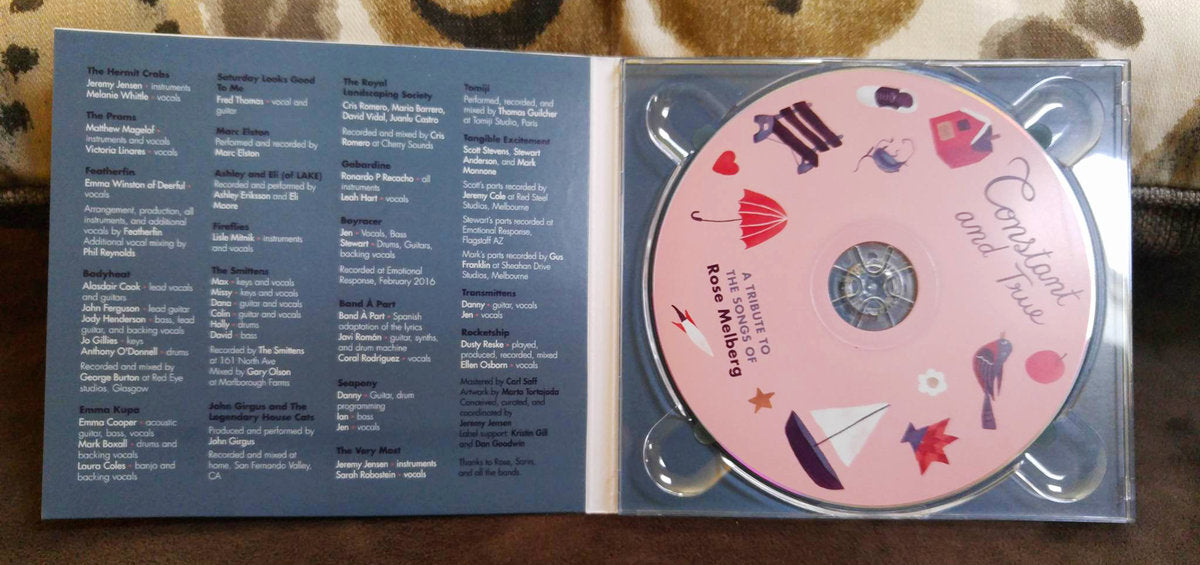 The Hermit Crabs
Jeremy Jensen - instruments
Melanie Whittle - vocals
The Proms
Matthew Magelof -
instruments and vocals
Victoria Linares - vocals
Featherfin
Emma Winston of Deerful -
vocals
Arrangement, production, all
instruments, and additional
vocals by Featherfin
Additional vocal mixing by
Phil Reynolds
Bodyheat
Alasdair Cook - lead vocals
and guitars
John Ferguson - lead guitar
Jody Henderson - bass, lead
guitar, and backing vocals
Jo Gillies - keys
Anthony O'Donnell - drums
Recorded and mixed by
George Burton at Red Eye
studios, Glasgow
Emma Kupa
Emma Cooper - acoustic
guitar, bass, vocals
Mark Boxall - drums and
backing vocals
Laura Coles - banjo and
backing vocals
Saturday Looks Good
To Me
Fred Thomas - vocal and
guitar
Marc Elston
Performed and recorded by
Marc Elston
Ashley and Eli (of LAKE)
Recorded and performed by
Ashley Eriksson and Eli
Moore
Fireflies
Lisle Mitnik - instruments
and vocals
The Smittens
Max - keys and vocals
Missy - keys and vocals
Dana - guitar and vocals
Colin - guitar and vocals
Holly - drums
David - bass
Recorded by The Smittens
at 161 North Ave
Mixed by Gary Olson
at Marlborough Farms
John Girgus and The
Legendary House Cats
Produced and performed by
John Girgus
Recorded and mixed at
home, San Fernando Valley,
CA
The Royal
Landscaping Society
Cris Romero, Maria Barrero,
David Vidal, Juanlu Castro
Recorded and mixed by Cris
Romero at Cherry Sounds
Gabardine
Ronardo P Recacho - all
instruments
Leah Hart - vocals
Boyracer
Jen - Vocals, Bass
Stewart - Drums, Guitars,
backing vocals
Recorded at Emotional
Response, February 2016
Band À Part
Band À Part - Spanish
adaptation of the lyrics
Javi Román - guitar, synths,
and drum machine
Coral Rodríguez - vocals
Seapony
Danny - Guitar, drum
programming
Ian - bass
Jen - vocals
The Very Most
Jeremy Jensen - instruments
Sarah Robostein - vocals
Tomiji
Performed, recorded, and
mixed by Thomas Guilcher
at Tomiji Studio, Paris
Tangible Excitement
Scott Stevens, Stewart
Anderson, and Mark
Monnone
Scott's parts recorded by
Jeremy Cole at Red Steel
Studios, Melbourne
Stewart's parts recorded at
Emotional Response,
Flagstaff AZ
Mark's parts recorded by Gus
Franklin at Sheahan Drive
Studios, Melbourne
Transmittens
Danny - guitar, vocals
Jen - vocals
Rocketship
Dusty Reske - played,
produced, recorded, mixed
Ellen Osborn - vocals
Mastered by Carl Saff
Artwork by Marta Tortajada
Conceived, curated, and
coordinated by
Jeremy Jensen
Label support: Kristin Gill
and Dan Goodwin
Thanks to Rose, Saris,
and all the bands.
Constant
and True
A TRIBUTE TO
THE SONGS OF
Rose Melberg